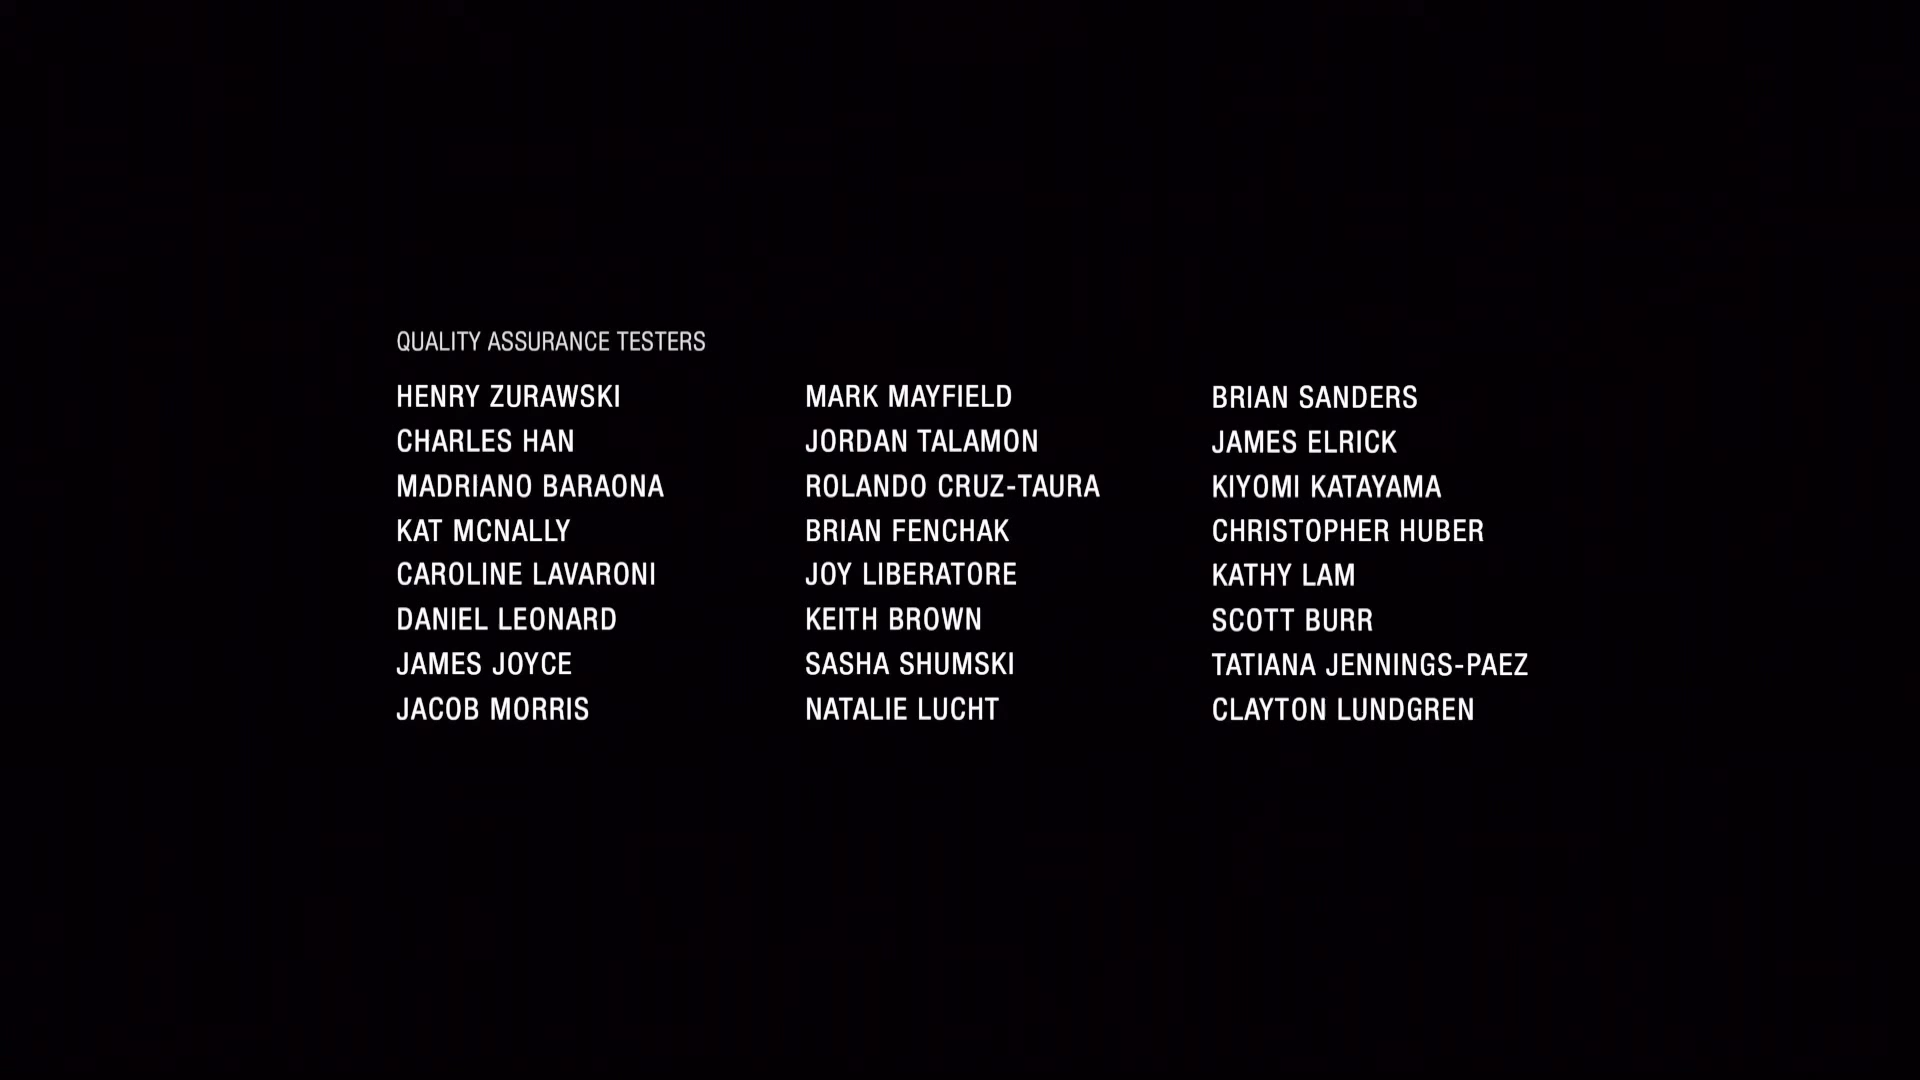 QUALITY ASSURANCE TESTERS
HENRY ZURAWSKI
CHARLES HAN
MADRIANO BARAONA
KAT MCNALLY
CAROLINE LAVARONI
DANIEL LEONARD
JAMES JOYCE
JACOB MORRIS
MARK MAYFIELD
JORDAN TALAMON
ROLANDO CRUZ-TAURA
BRIAN FENCHAK
JOY LIBERATORE
KEITH BROWN
SASHA SHUMSKI
NATALIE LUCHT
BRIAN SANDERS
JAMES ELRICK
KIYOMI KATAYAMA
CHRISTOPHER HUBER
KATHY LAM
SCOTT BURR
TATIANA JENNINGS-PAEZ
CLAYTON LUNDGREN